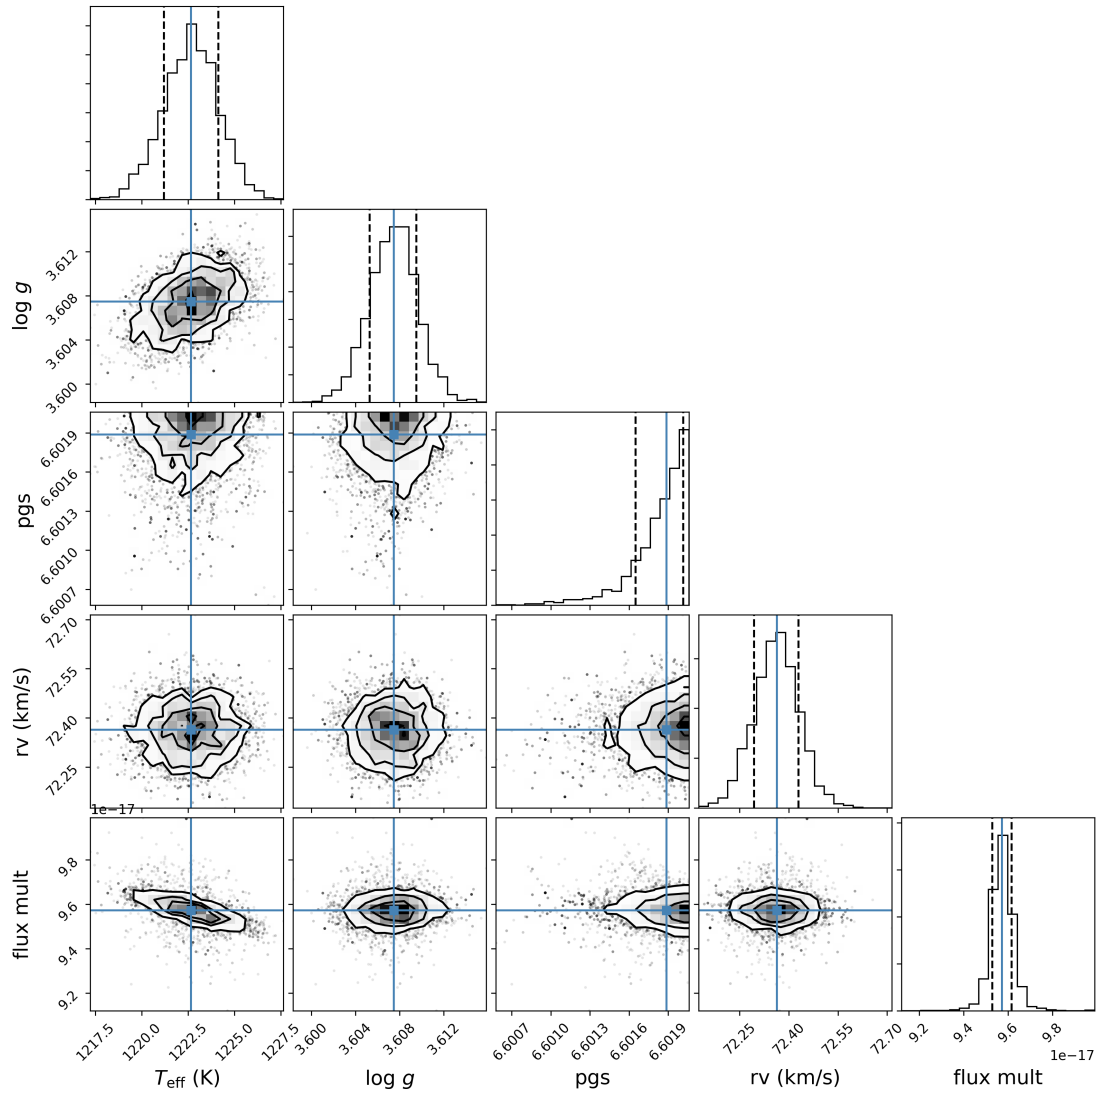 3.612
3.608
3.604
3.600
log g
6.6019
6.6016
6.6013
6.6010
6.6007
pgs
72.70
72.55
72.40
72.25
rv (km/s)
1e−17
9.8
9.6
9.4
9.2
flux mult
1217.5 1220.0 1222.5 1225.0 1227.5 3.600 3.604 3.608 3.612 6.6007 6.6010 6.6013 6.6016 6.6019 72.25 72.40 72.55 72.70 9.2 9.4 9.6 9.8
1e−17
Teff (K) log g pgs rv (km/s) flux mult